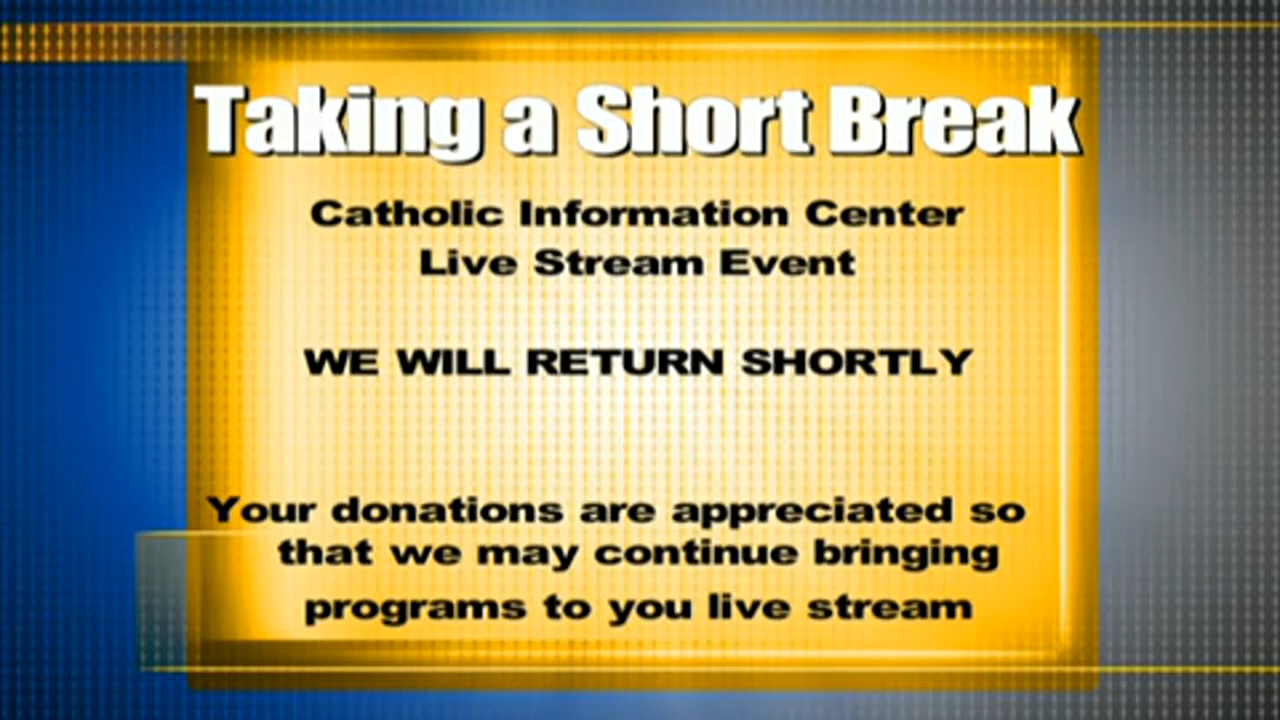 Taking a Short Break
Catholic Information Center
Live Stream Event
WE WILL RETURN SHORTLY
Your donations are appreciated so
that we may continue bringing
programs to you live stream